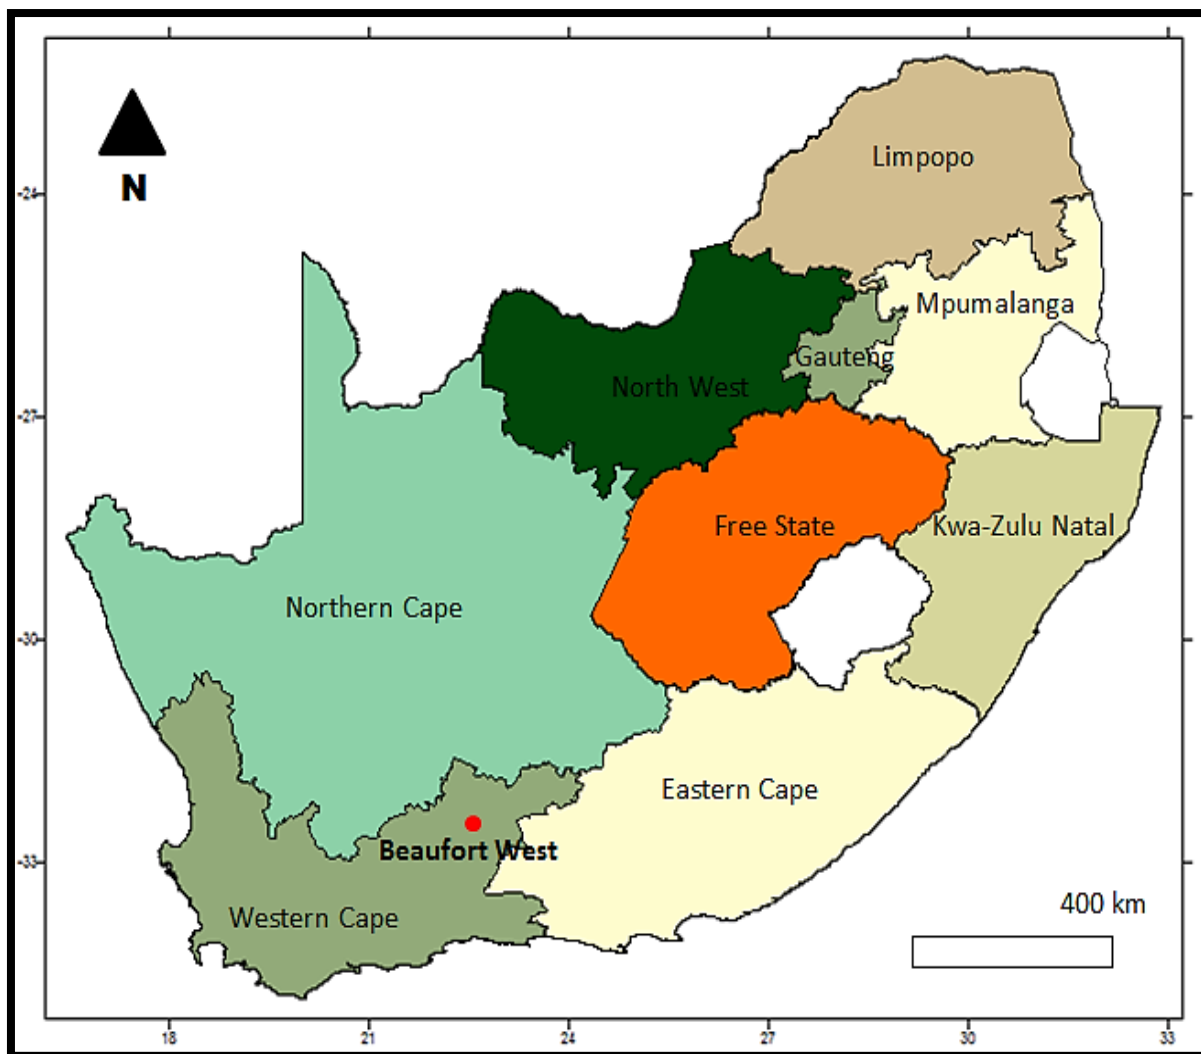 Limpopo
N
-24
Mpumalanga
Gauteng
North West
-27
Free State
Kwa-Zulu Natal
Northern Cape
-30
Eastern Cape
Beaufort West
-33
400 km
Western Cape
18 21 24 27 30 33